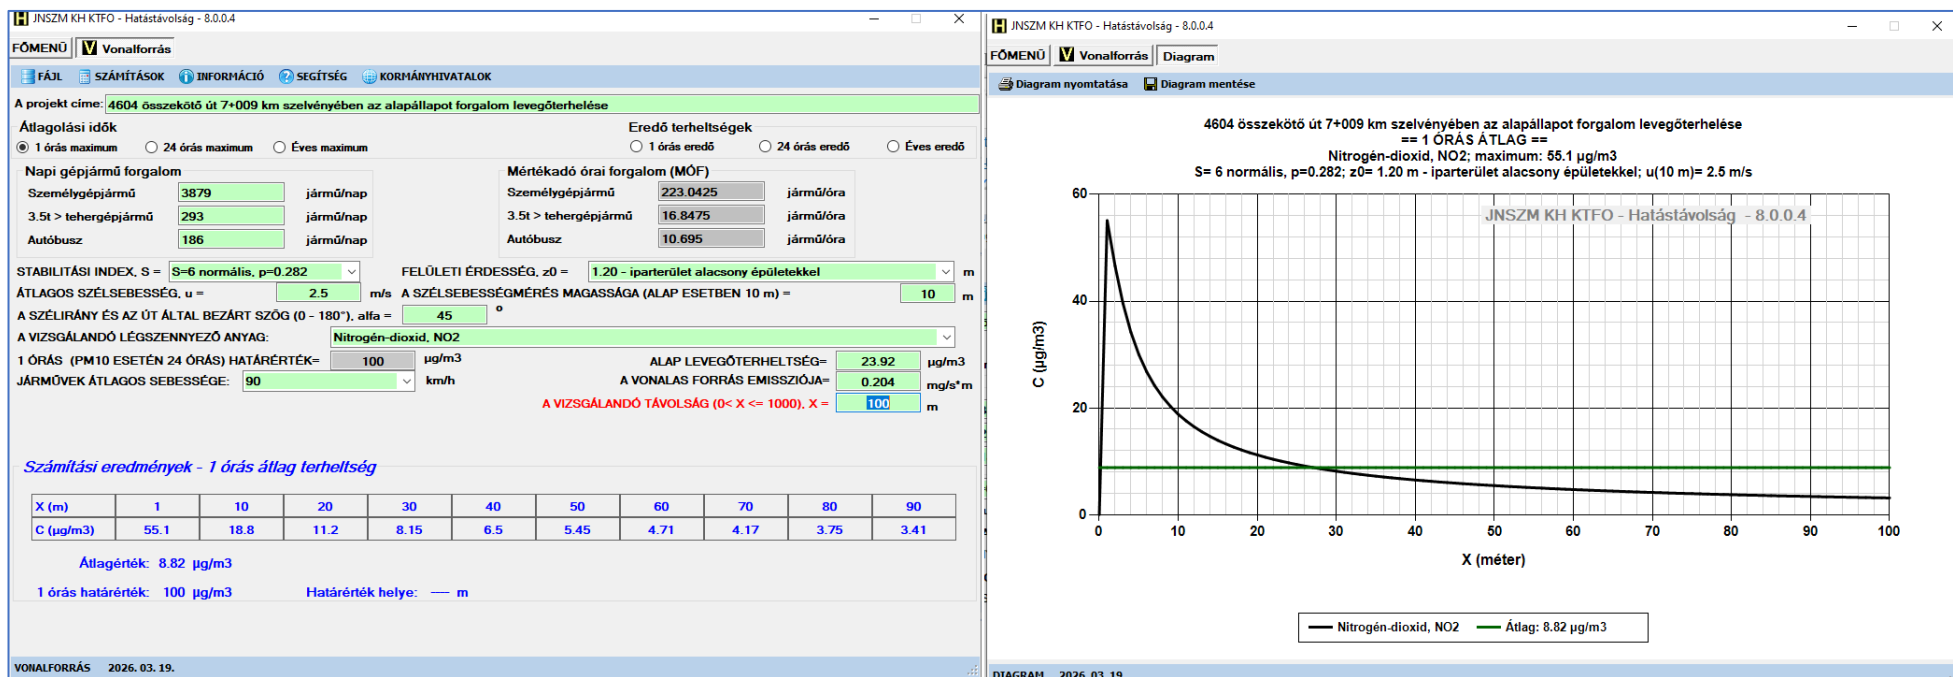 JNSZM KH KTFO - Hatástávolság - 8.0.0.4
FŐMENÜ V Vonalforrás
FÁJL SZÁMÍTÁSOK INFORMÁCIÓ SEGÍTSÉG KORMÁNYHIVATALOK
A projekt címe: 4604 összekötő út 7+009 km szelvényében az alapállapot forgalom levegőterhelése
Átlagolási idők Eredő terheltségek
1 órás maximum 24 órás maximum Éves maximum 1 órás eredő 24 órás eredő Éves eredő
Napi gépjármű forgalom Mértékadó órai forgalom (MÓF)
Személygépjármű 3879 jármű/nap Személygépjármű 223.0425 jármű/óra
3.5t > tehergépjármű 293 jármű/nap 3.5t > tehergépjármű 16.8475 jármű/óra
Autóbusz 186 jármű/nap Autóbusz 10.695 jármű/óra
STABILITÁSI INDEX, S = S=6 normális, p=0.282 FELÜLETI ÉRDESSÉG, z0 = 1.20 - iparterület alacsony épületekkel m
ÁTLAGOS SZÉLSEBESSÉG, u = 2.5 m/s A SZÉLSEBESSÉGMÉRÉS MAGASSÁGA (ALAP ESETBEN 10 m) = 10 m
A SZÉLIRÁNY ÉS AZ ÚT ÁLTAL BEZÁRT SZÖG (0 - 180°), alfa = 45 °
A VIZSGÁLANDÓ LÉGSZENNYEZŐ ANYAG: Nitrogén-dioxid, NO2
1 ÓRÁS (PM10 ESETÉN 24 ÓRÁS) HATÁRÉRTÉK= 100 µg/m3 ALAP LEVEGŐTERHELTSÉG= 23.92 µg/m3
JÁRMŰVEK ÁTLAGOS SEBESSÉGE: 90 km/h A VONALAS FORRÁS EMISSZIÓJA= 0.204 mg/s*m
A VIZSGÁLANDÓ TÁVOLSÁG (0< X <= 1000), X = 100 m
Számítási eredmények - 1 órás átlag terheltség
X (m) 1 10 20 30 40 50 60 70 80 90
C (µg/m3) 55.1 18.8 11.2 8.15 6.5 5.45 4.71 4.17 3.75 3.41
Átlagérték: 8.82 µg/m3
1 órás határérték: 100 µg/m3 Határérték helye: ---- m
VONALFORRÁS 2026. 03. 19.
JNSZM KH KTFO - Hatástávolság - 8.0.0.4
FŐMENÜ V Vonalforrás Diagram
Diagram nyomtatása Diagram mentése
4604 összekötő út 7+009 km szelvényében az alapállapot forgalom levegőterhelése
== 1 ÓRÁS ÁTLAG ==
Nitrogén-dioxid, NO2; maximum: 55.1 µg/m3
S= 6 normális, p=0.282; z0= 1.20 m - iparterület alacsony épületekkel; u(10 m)= 2.5 m/s
JNSZM KH KTFO - Hatástávolság - 8.0.0.4
60
40
20
0
C (µg/m3)
0 10 20 30 40 50 60 70 80 90 100
X (méter)
Nitrogén-dioxid, NO2 Átlag: 8.82 µg/m3
DIAGRAM 2026. 03. 19.